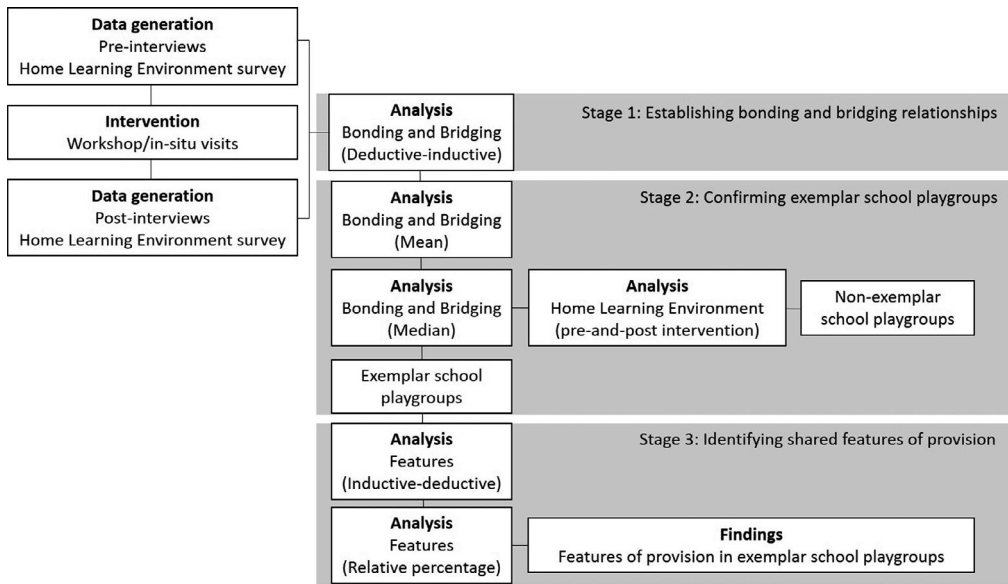 Data generation
Pre-interviews
Home Learning Environment survey
Intervention
Workshop/in-situ visits
Data generation
Post-interviews
Home Learning Environment survey
Stage 1: Establishing bonding and bridging relationships
Analysis
Bonding and Bridging
(Deductive-inductive)
Stage 2: Confirming exemplar school playgroups
Analysis
Bonding and Bridging
(Mean)
Analysis
Bonding and Bridging
(Median)
Analysis
Home Learning Environment
(pre-and-post intervention)
Non-exemplar
school playgroups
Exemplar school
playgroups
Stage 3: Identifying shared features of provision
Analysis
Features
(Inductive-deductive)
Analysis
Features
(Relative percentage)
Findings
Features of provision in exemplar school playgroups